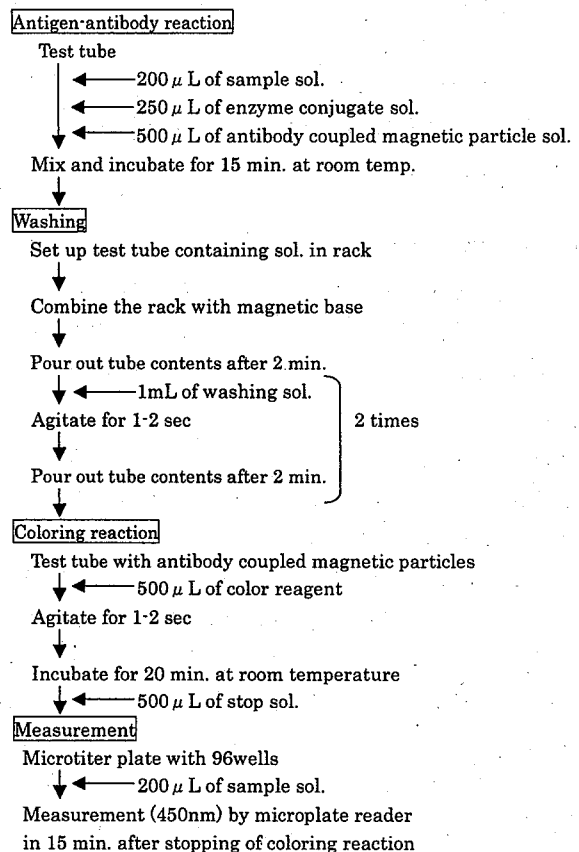 Antigen-antibody reaction
Test tube
200 μ L of sample sol.
250 μ L of enzyme conjugate sol.
500 μ L of antibody coupled magnetic particle sol.
Mix and incubate for 15 min. at room temp.
Washing
Set up test tube containing sol. in rack
Combine the rack with magnetic base
Pour out tube contents after 2 min.
1mL of washing sol.
Agitate for 1-2 sec
2 times
Pour out tube contents after 2 min.
Coloring reaction
Test tube with antibody coupled magnetic particles
500 μ L of color reagent
Agitate for 1-2 sec
Incubate for 20 min. at room temperature
500 μ L of stop sol.
Measurement
Microtiter plate with 96wells
200 μ L of sample sol.
Measurement (450nm) by microplate reader
in 15 min. after stopping of coloring reaction